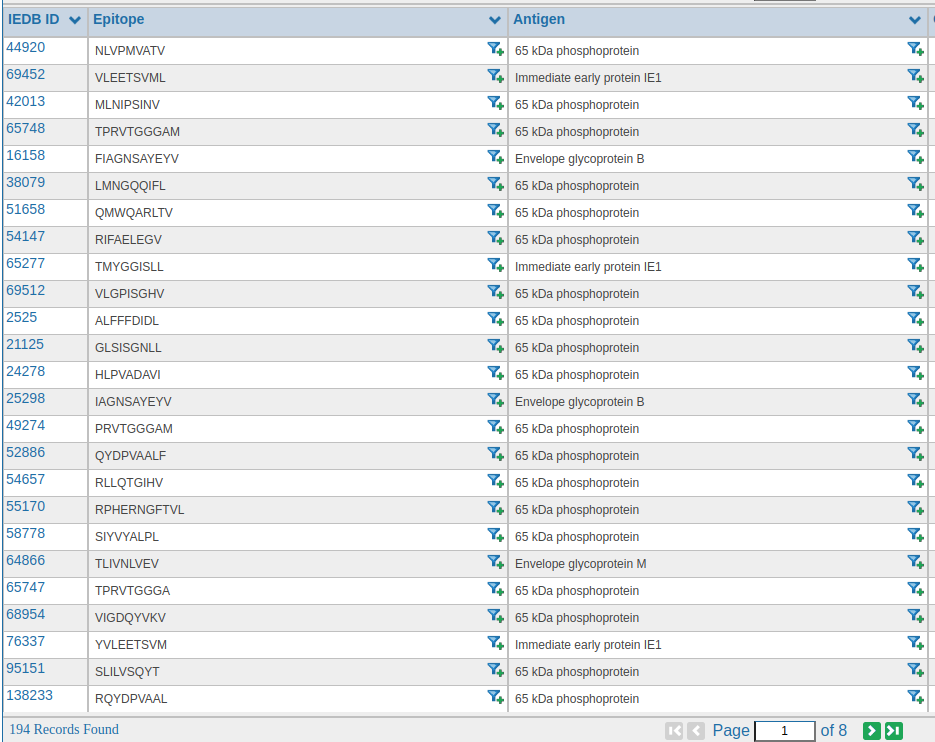 IEDB ID Epitope Antigen
44920 NLVPMVATV 65 kDa phosphoprotein
69452 VLEETSVML Immediate early protein IE1
42013 MLNIPSINV 65 kDa phosphoprotein
65748 TPRVTGGGAM 65 kDa phosphoprotein
16158 FIAGNSAYEYV Envelope glycoprotein B
38079 LMNGQQIFL 65 kDa phosphoprotein
51658 QMWQARLTV 65 kDa phosphoprotein
54147 RIFAELEGV 65 kDa phosphoprotein
65277 TMYGGISLL Immediate early protein IE1
69512 VLGPISGHV 65 kDa phosphoprotein
2525 ALFFFDIDL 65 kDa phosphoprotein
21125 GLSISGNLL 65 kDa phosphoprotein
24278 HLPVADAVI 65 kDa phosphoprotein
25298 IAGNSAYEYV Envelope glycoprotein B
49274 PRVTGGGAM 65 kDa phosphoprotein
52886 QYDPVAALF 65 kDa phosphoprotein
54657 RLLQTGIHV 65 kDa phosphoprotein
55170 RPHERNGFTVL 65 kDa phosphoprotein
58778 SIYVYALPL 65 kDa phosphoprotein
64866 TLIVNLVEV Envelope glycoprotein M
65747 TPRVTGGGA 65 kDa phosphoprotein
68954 VIGDQYVKV 65 kDa phosphoprotein
76337 YVLEETSVM Immediate early protein IE1
95151 SLILVSQYT 65 kDa phosphoprotein
138233 RQYDPVAAL 65 kDa phosphoprotein
194 Records Found Page 1 of 8